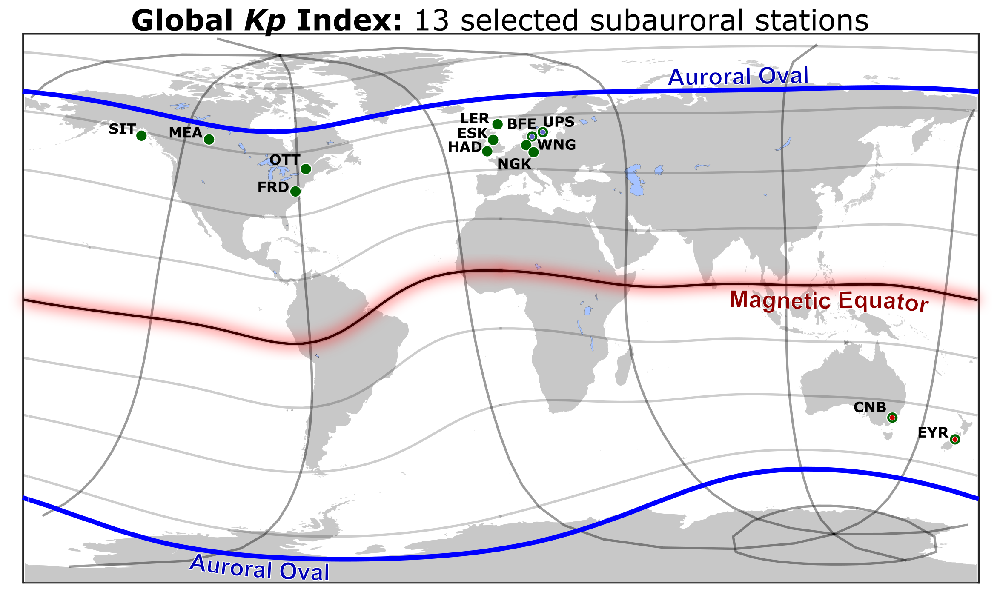 Global Kp Index: 13 selected subauroral stations
Auroral Oval
LER
BFE
UPS
SIT
MEA
ESK
HAD
WNG
OTT
NGK
FRD
Magnetic Equator
CNB
EYR
Auroral Oval